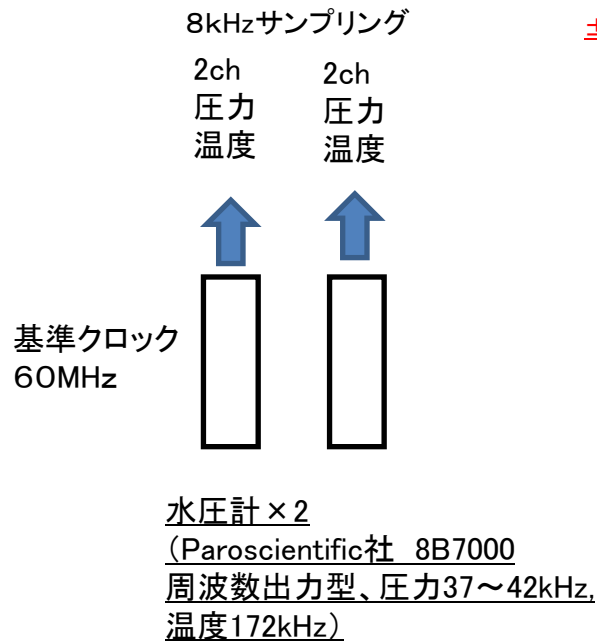 8kHzサンプリング
2ch
圧力
温度
2ch
圧力
温度
基準クロック
60MHz
水圧計×2
(Paroscientific社 8B7000
周波数出力型、圧力37～42kHz,
温度172kHz)